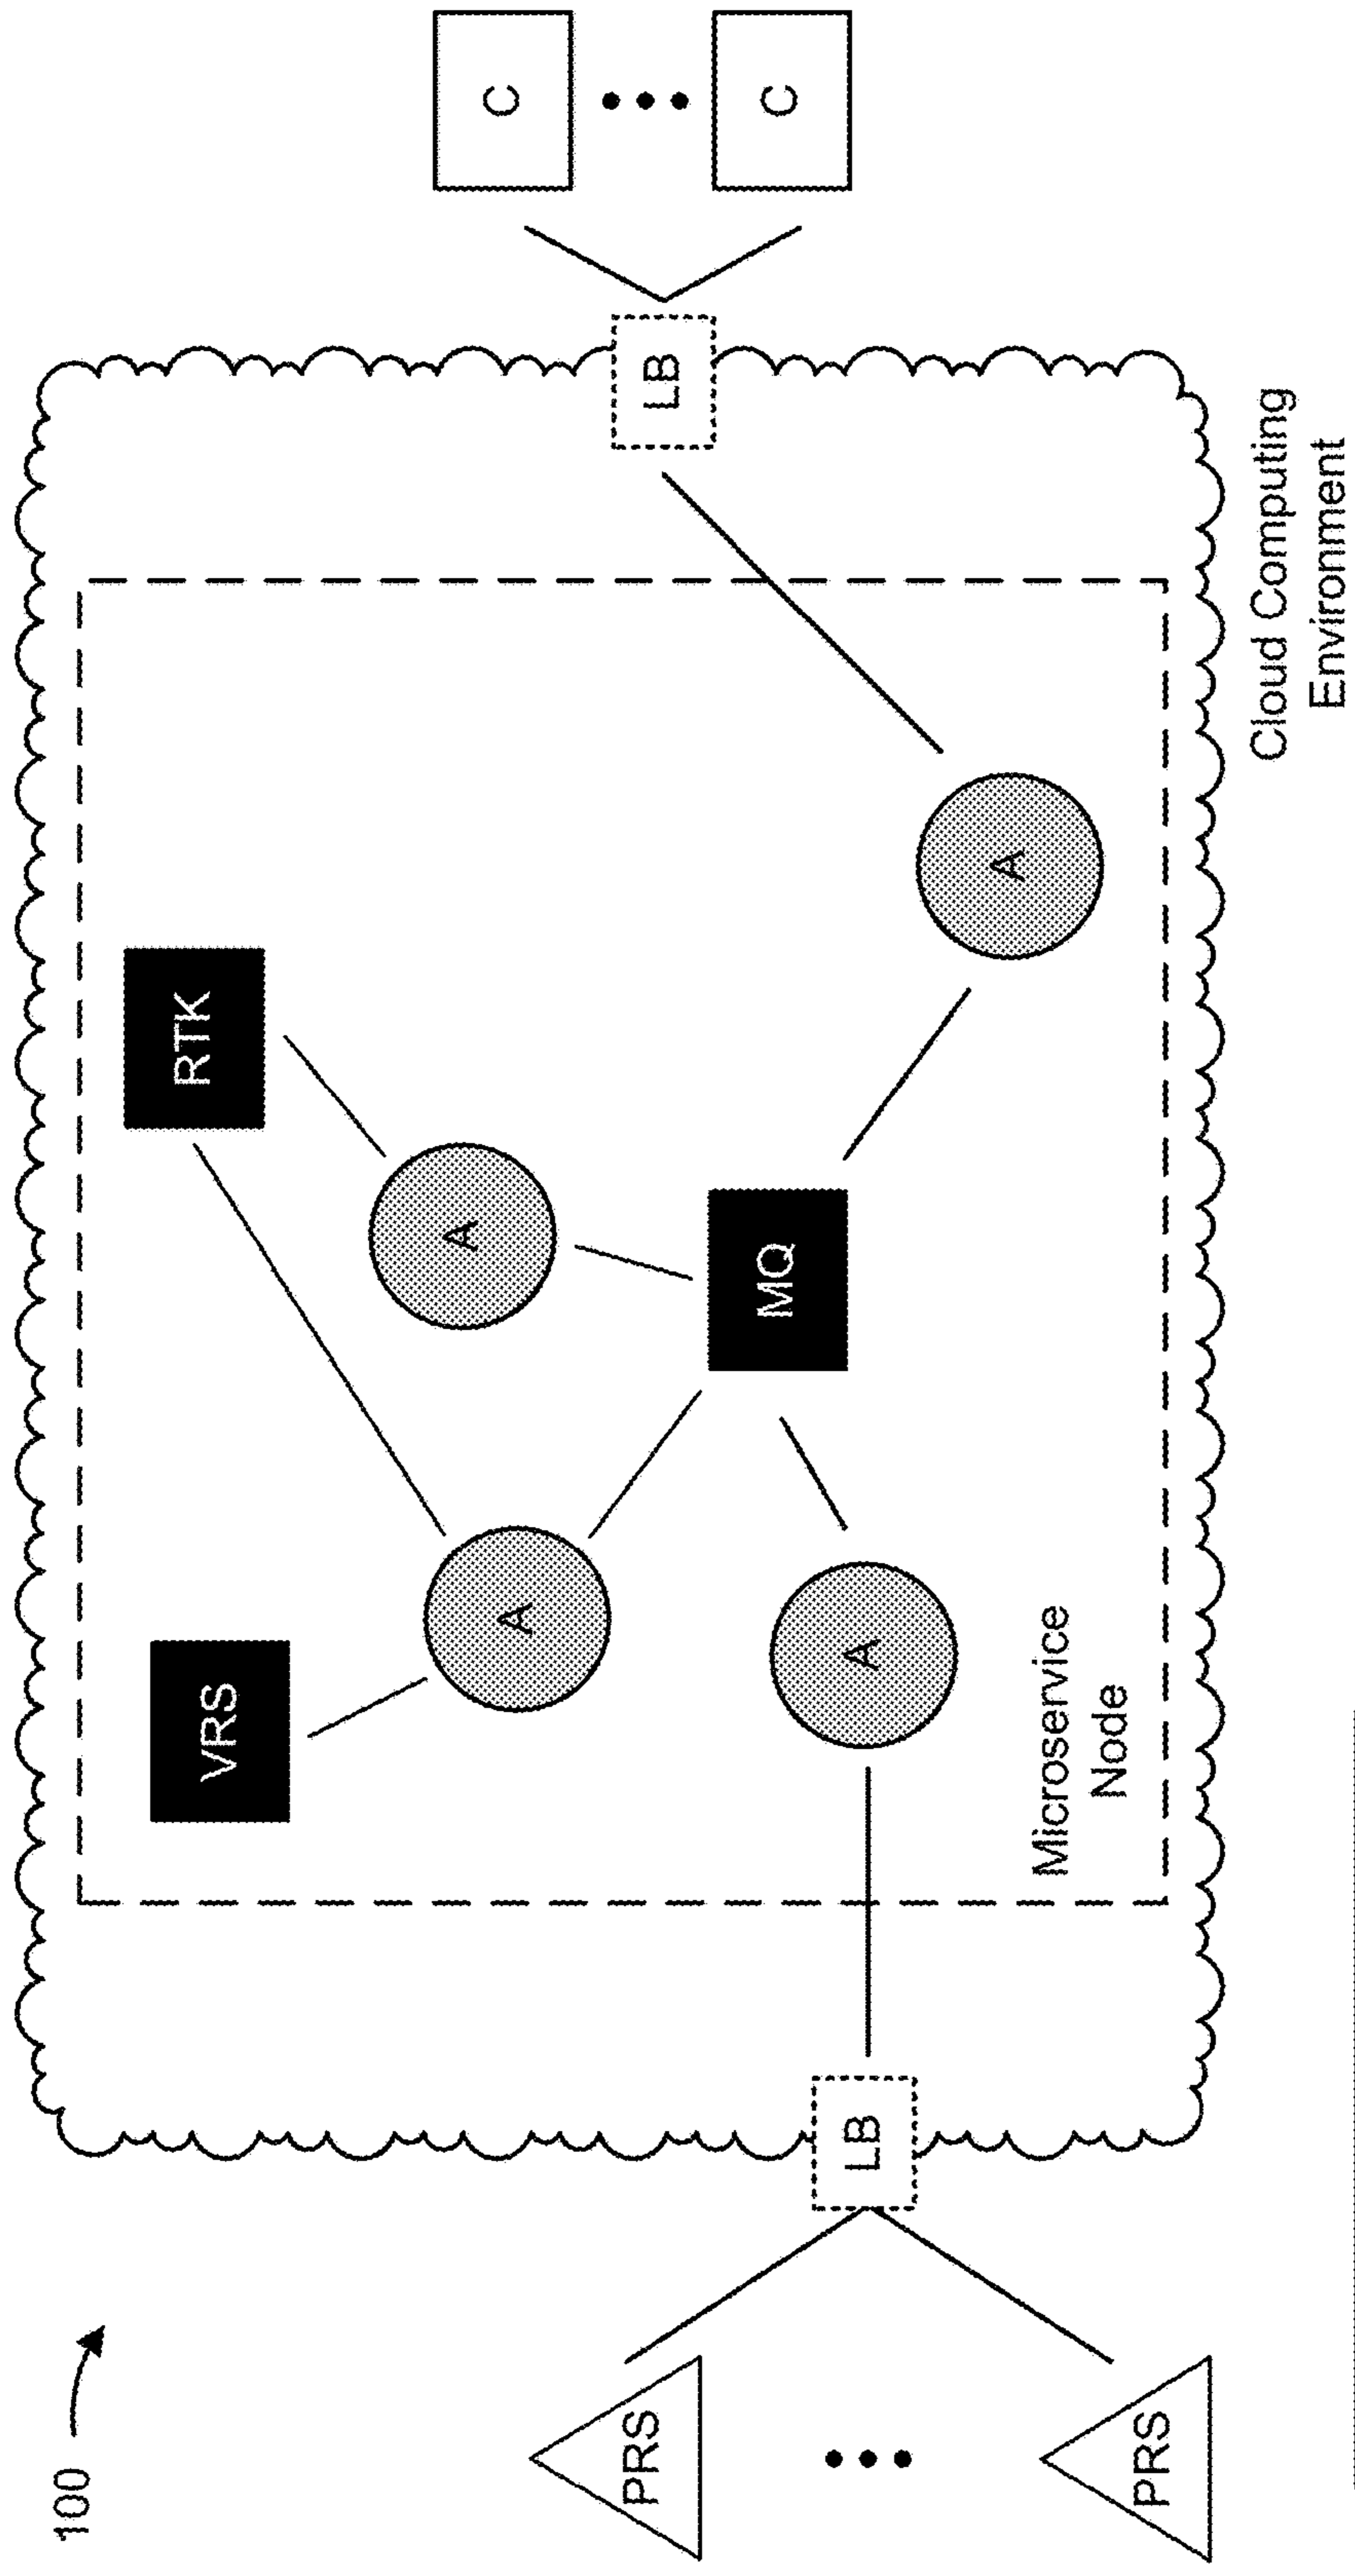 100
PRS
PRS
LB
VRS
RTK
A
A
A
MQ
A
Microservice
Node
LB
C
C
Cloud Computing
Environment